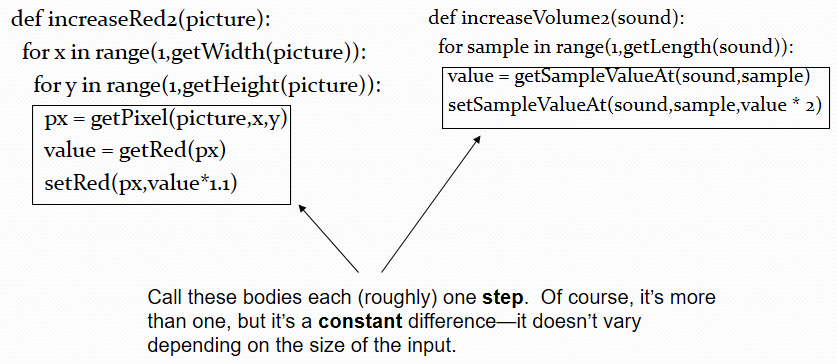 def increaseRed2(picture):
for x in range(1,getWidth(picture)):
for y in range(1,getHeight(picture)):
px = getPixel(picture,x,y)
value = getRed(px)
setRed(px,value*1.1)
def increaseVolume2(sound):
for sample in range(1,getLength(sound)):
value = getSampleValueAt(sound,sample)
setSampleValueAt(sound,sample,value * 2)
Call these bodies each (roughly) one step. Of course, it’s more
than one, but it’s a constant difference—it doesn’t vary
depending on the size of the input.